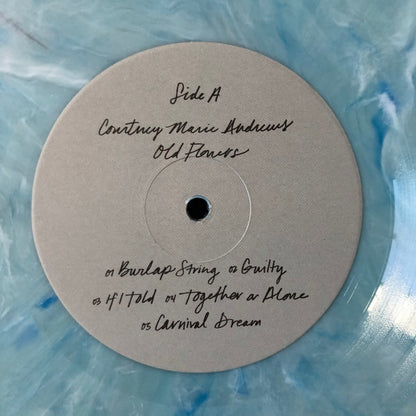 Side A
Courtney Marie Andrews
Old Flowers
01 Burlap String 02 Guilty
03 If I Told 04 Together or Alone
05 Carnival Dream